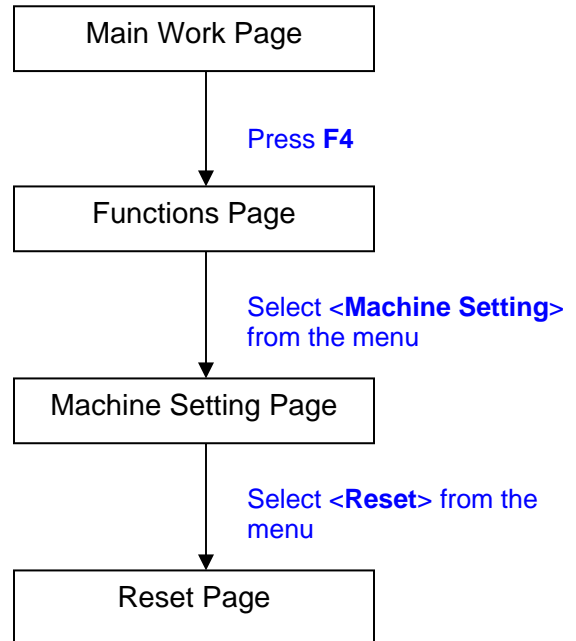 Main Work Page
Press F4
Functions Page
Select <Machine Setting>
from the menu
Machine Setting Page
Select <Reset> from the
menu
Reset Page